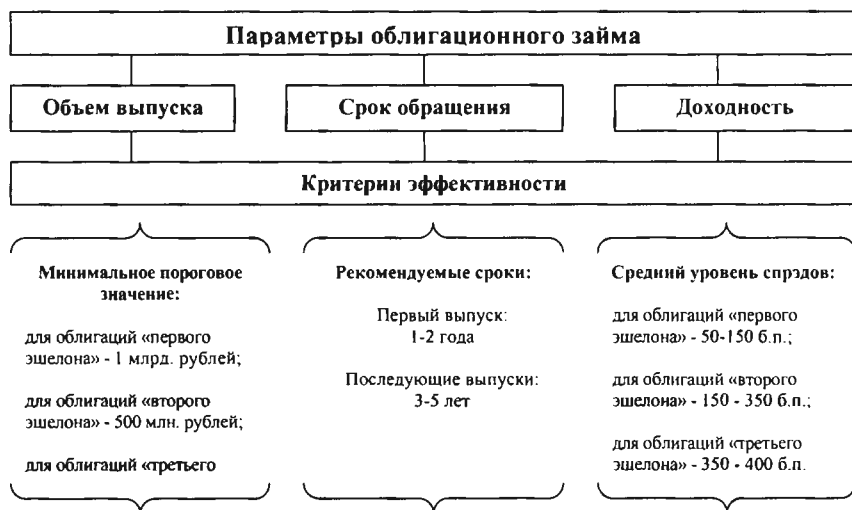 Параметры облигационного займа
Объем выпуска
Срок обращения
Доходность
Критерии эффективности
Минимальное пороговое
значение:
для облигаций «первого
эшелона» - 1 млрд. рублей;
для облигаций «второго
эшелона» - 500 млн. рублей;
для облигаций «третьего
Рекомендуемые сроки:
Первый выпуск:
1-2 года
Последующие выпуски:
3-5 лет
Средний уровень спрэдов:
для облигаций «первого
эшелона» - 50-150 б.п.;
для облигаций «второго
эшелона» - 150 - 350 б.п.;
для облигаций «третьего
эшелона» - 350 - 400 б.п.